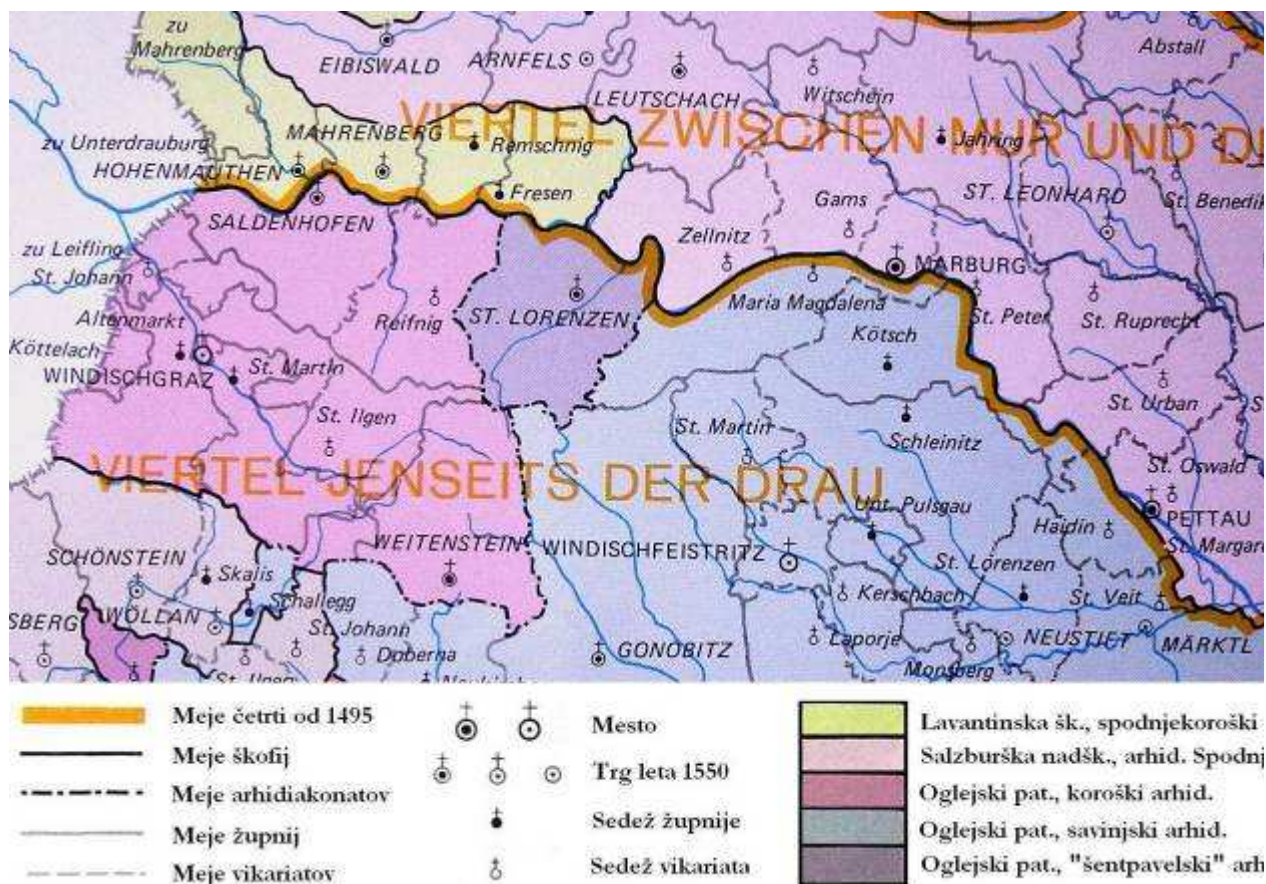 zu
Mahrenberg
EIBISWALD
ARNFELS
LEUTSCHACH
Witschein
Abstall
VIERTEL ZWISCHEN MUR UND D
MAHRENBERG
Remschnig
Jahring
zu Unterdrauburg
HOHENMAUTHEN
Fresen
ST. LEONHARD
St. Benedi
SALDENHOFEN
Gams
Zellnitz
MARBURG
zu Leifling
St. Johann
Maria Magdalena
Altenmarkt
Reifnig
ST. LORENZEN
St. Peter
St. Ruprecht
Kötsch
Köttelach
WINDISCHGRAZ
St. Martin
St. Ilgen
St. Martin
Schleinitz
St. Urban
VIERTEL JENSEITS DER DRAU
St. Oswald
Unt. Pulsgau
PETTAU
Haidin
St. Margar
SCHÖNSTEIN
WEITENSTEIN
WINDISCHFEISTRITZ
St. Lorenzen
Skalis
Schallegg
Kerschbach
St. Veit
SBERG
WÖLLAN
St. Johann
Doberna
GONOBITZ
Laporje
NEUSTIFT
MÄRKTL
Monsberg
St. Ilgen
Meje četrti od 1495
Meje škofij
Meje arhidiakonatov
Meje župnij
Meje vikariatov
Mesto
Trg leta 1550
Sedež župnije
Sedež vikariata
Lavantinska šk., spodnjekoroški
Salzburška nadšk., arhid. Spodnj
Oglejski pat., koroški arhid.
Oglejski pat., savinjski arhid.
Oglejski pat., "šentpavelski" arh